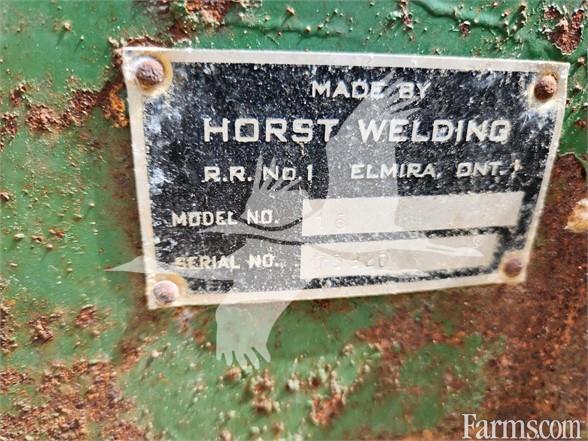 MADE BY
HORST WELDING
R.R. NO.1 ELMIRA, ONT.
MODEL NO.
SERIAL NO.
Farms.com